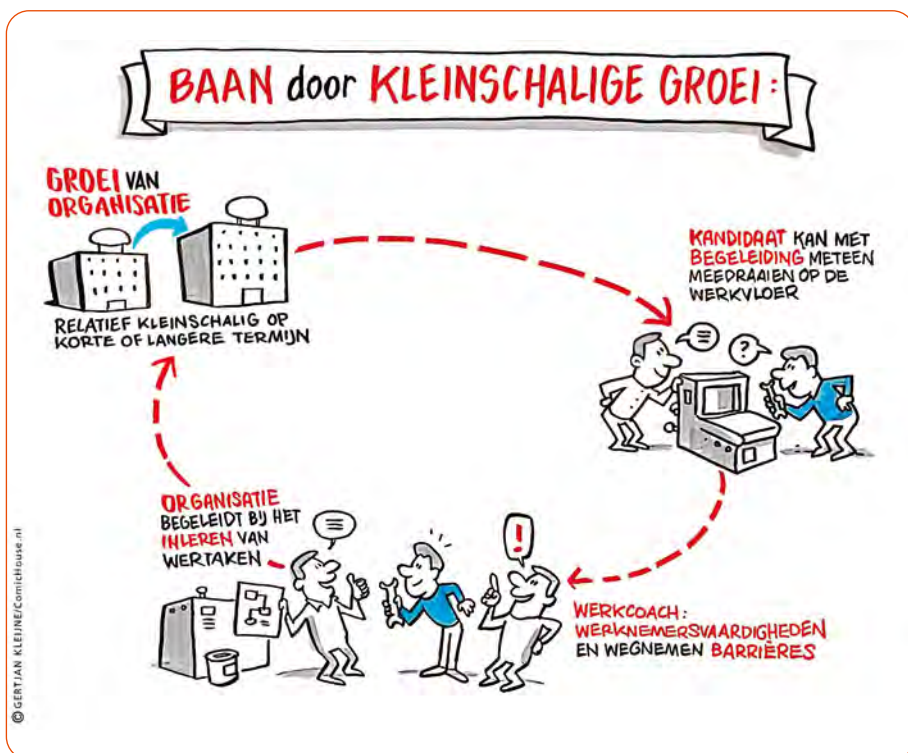 BAAN door KLEINSCHALIGE GROEI:
GROEI VAN
ORGANISATIE
RELATIEF KLEINSCHALIG OP
KORTE OF LANGERE TERMIJN
KANDIDAAT KAN MET
BEGELEIDING METEEN
MEEDRAAIEN OP DE
WERKVLOER
?
WERKCOACH:
WERKNEMERSVAARDIGHEDEN
EN WEGNEMEN BARRIÈRES
!
ORGANISATIE
BEGELEIDT BIJ HET
INLEREN VAN
WERTAKEN
© GERTJAN KLEIJNE/ComicHouse.nl